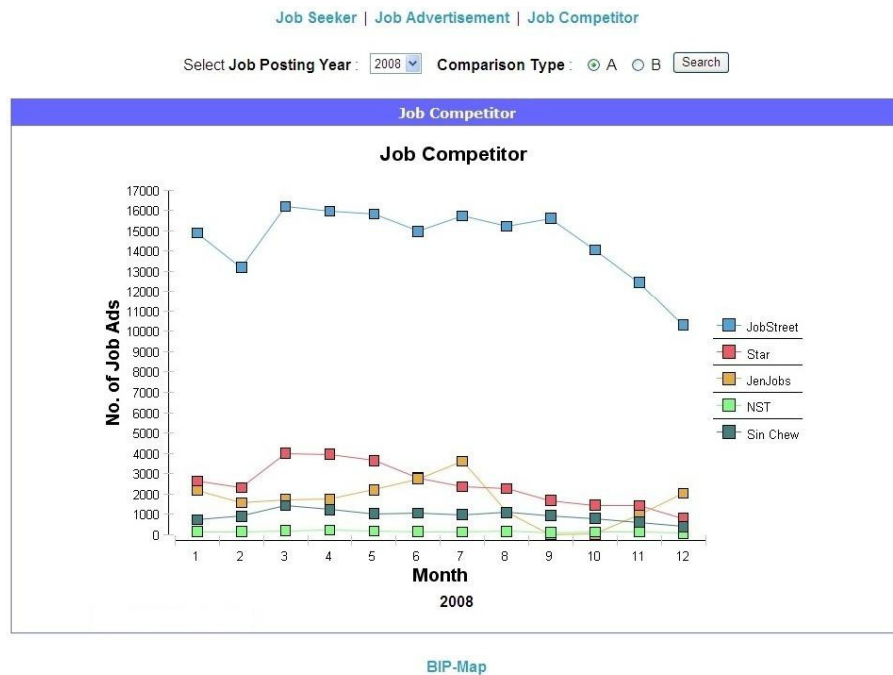 Job Seeker | Job Advertisement | Job Competitor
Select Job Posting Year : 2008 Comparison Type : A B Search
Job Competitor
Job Competitor
17000
16000
15000
14000
13000
12000
11000
10000
9000
8000
7000
6000
5000
4000
3000
2000
1000
0
No. of Job Ads
1 2 3 4 5 6 7 8 9 10 11 12
Month
2008
JobStreet
Star
JenJobs
NST
Sin Chew
BIP-Map